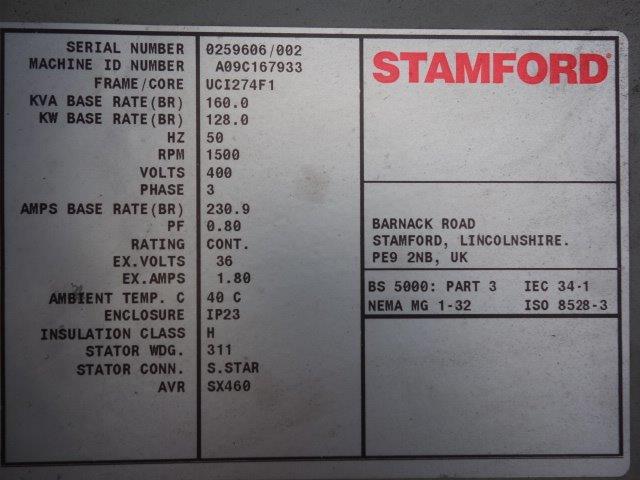 SERIAL NUMBER 0259606/002
MACHINE ID NUMBER A09C167933
FRAME/CORE UCI274F1
KVA BASE RATE(BR) 160.0
KW BASE RATE(BR) 128.0
HZ 50
RPM 1500
VOLTS 400
PHASE 3
AMPS BASE RATE(BR) 230.9
PF 0.80
RATING CONT.
EX.VOLTS 36
EX.AMPS 1.80
AMBIENT TEMP. C 40 C
ENCLOSURE IP23
INSULATION CLASS H
STATOR WDG. 311
STATOR CONN. S.STAR
AVR SX460
STAMFORD
BARNACK ROAD
STAMFORD, LINCOLNSHIRE.
PE9 2NB, UK
BS 5000: PART 3 IEC 34-1
NEMA MG 1-32 ISO 8528-3